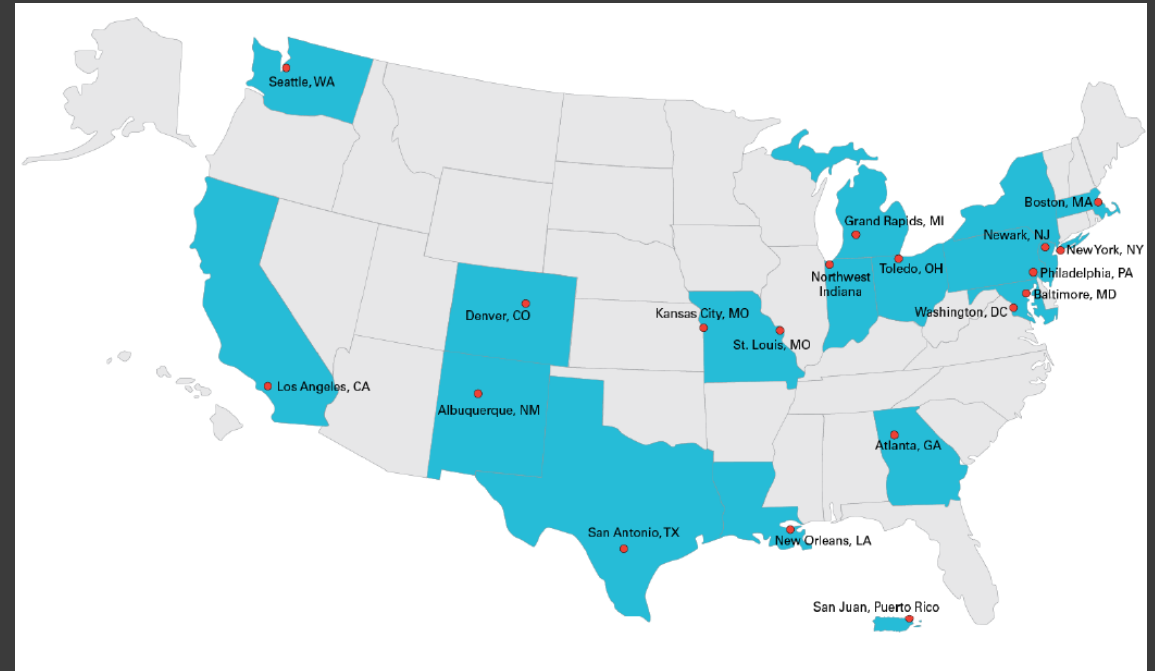 Seattle, WA
Boston, MA
Grand Rapids, MI
Newark, NJ
New York, NY
Toledo, OH
Philadelphia, PA
Northwest
Indiana
Baltimore, MD
Washington, DC
Denver, CO
Kansas City, MO
St. Louis, MO
Los Angeles, CA
Albuquerque, NM
Atlanta, GA
San Antonio, TX
New Orleans, LA
San Juan, Puerto Rico